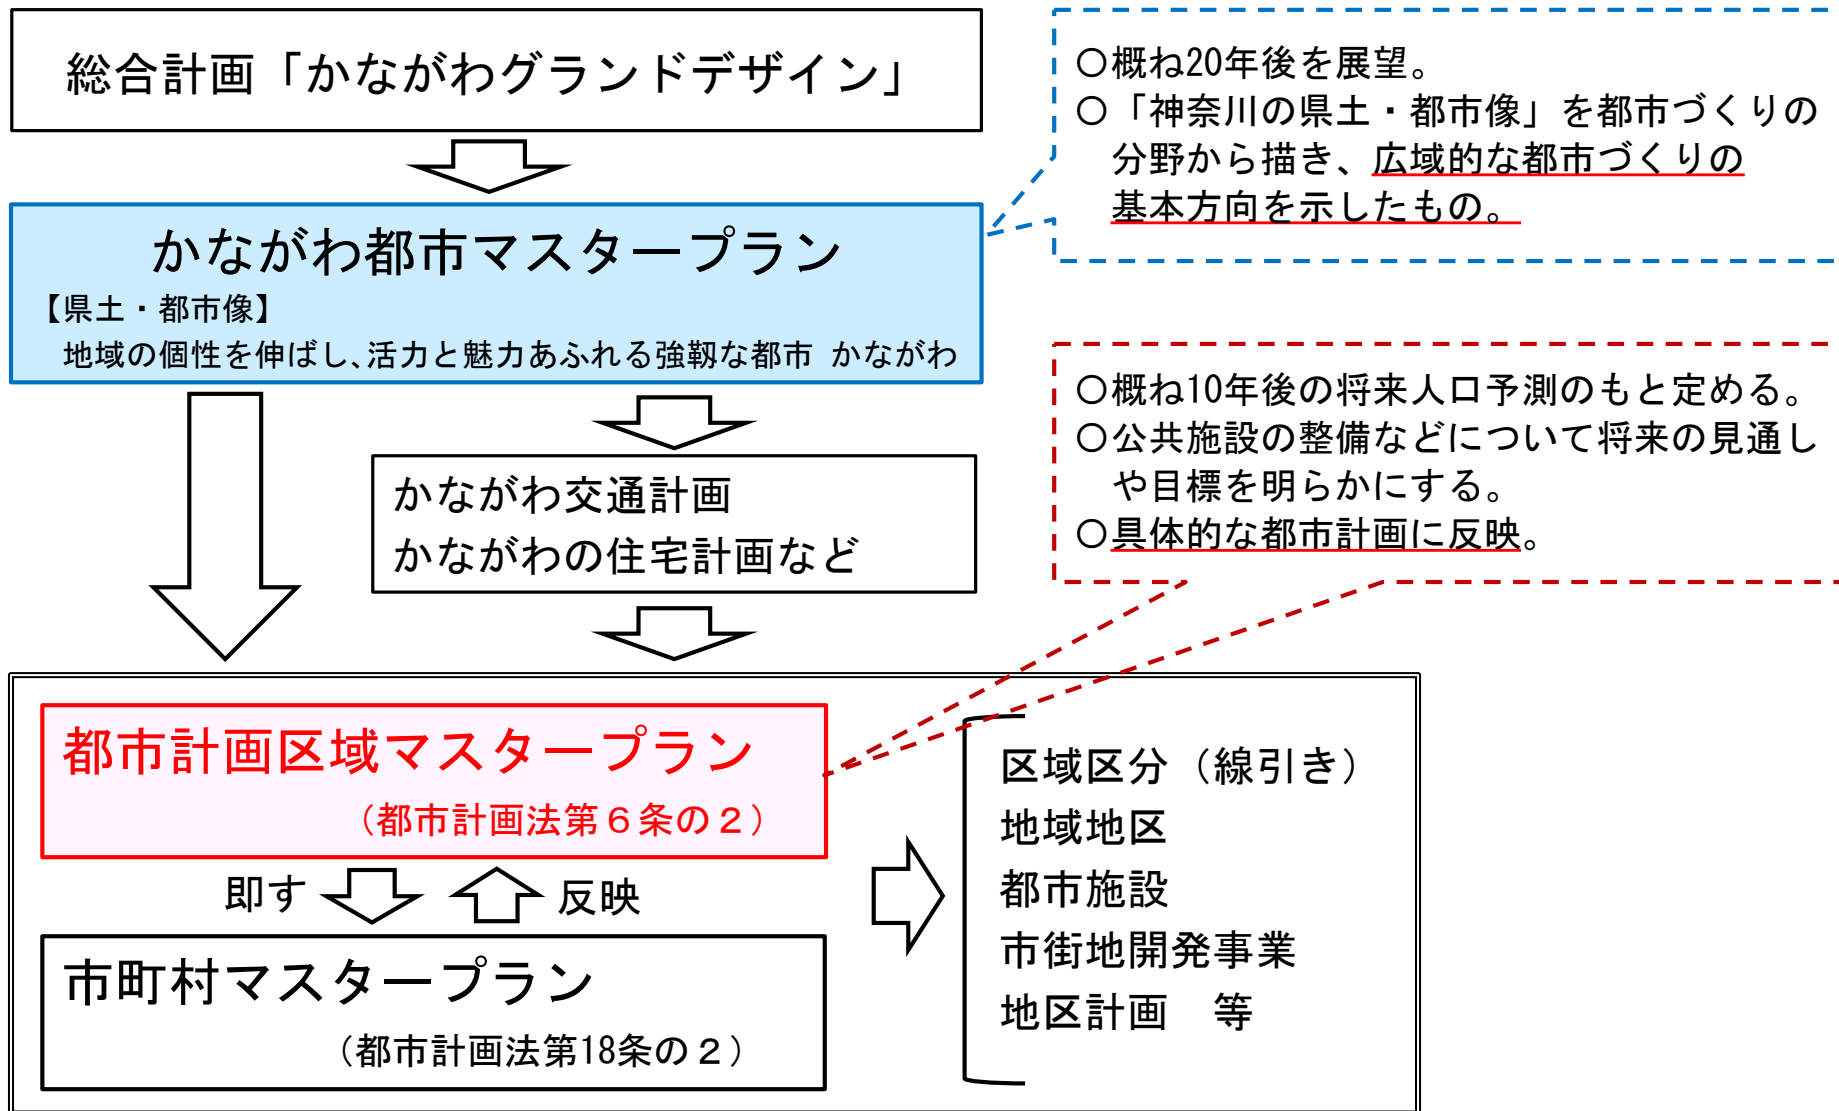 総合計画「かながわグランドデザイン」
○概ね20年後を展望。
○「神奈川の県土・都市像」を都市づくりの
分野から描き、広域的な都市づくりの
基本方向を示したもの。
かながわ都市マスタープラン
【県土・都市像】
地域の個性を伸ばし、活力と魅力あふれる強靱な都市 かながわ
○概ね10年後の将来人口予測のもと定める。
○公共施設の整備などについて将来の見通し
や目標を明らかにする。
○具体的な都市計画に反映。
かながわ交通計画
かながわの住宅計画など
都市計画区域マスタープラン
（都市計画法第６条の２）
即す
反映
市町村マスタープラン
（都市計画法第18条の２）
区域区分（線引き）
地域地区
都市施設
市街地開発事業
地区計画　等